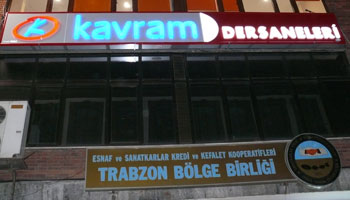 kavram DERSANELERİ
ESNAF ve SANATKARLAR KREDİ ve KEFALET KOOPERATİFLERİ
TRABZON BÖLGE BİRLİĞİ